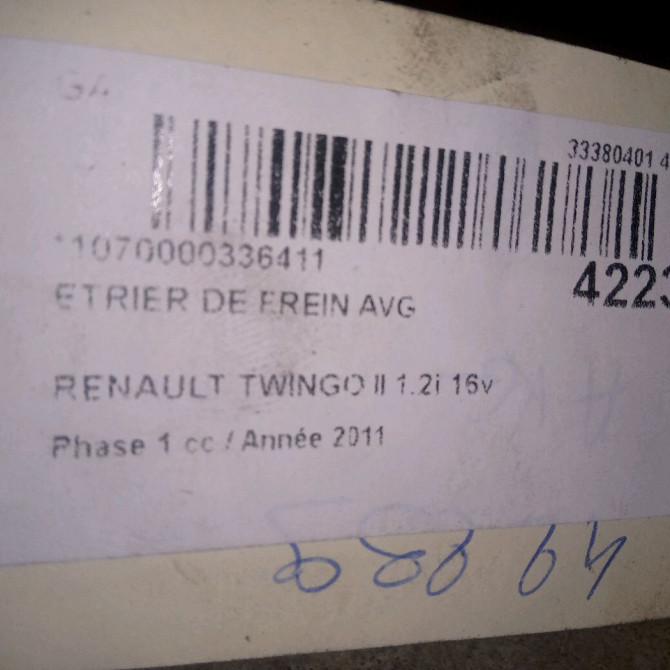 33380401 4
*1070000336411
4223
ETRIER DE FREIN AVG
RENAULT TWINGO II 1.2i 16v
Phase 1 cc / Année 2011